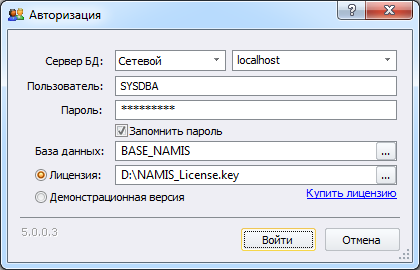 Авторизация
Сервер БД: Сетевой localhost
Пользователь: SYSDBA
Пароль: *********
Запомнить пароль
База данных: BASE_NAMIS ...
Лицензия: D:\NAMIS_License.key ...
Демонстрационная версия Купить лицензию
5.0.0.3 Войти Отмена